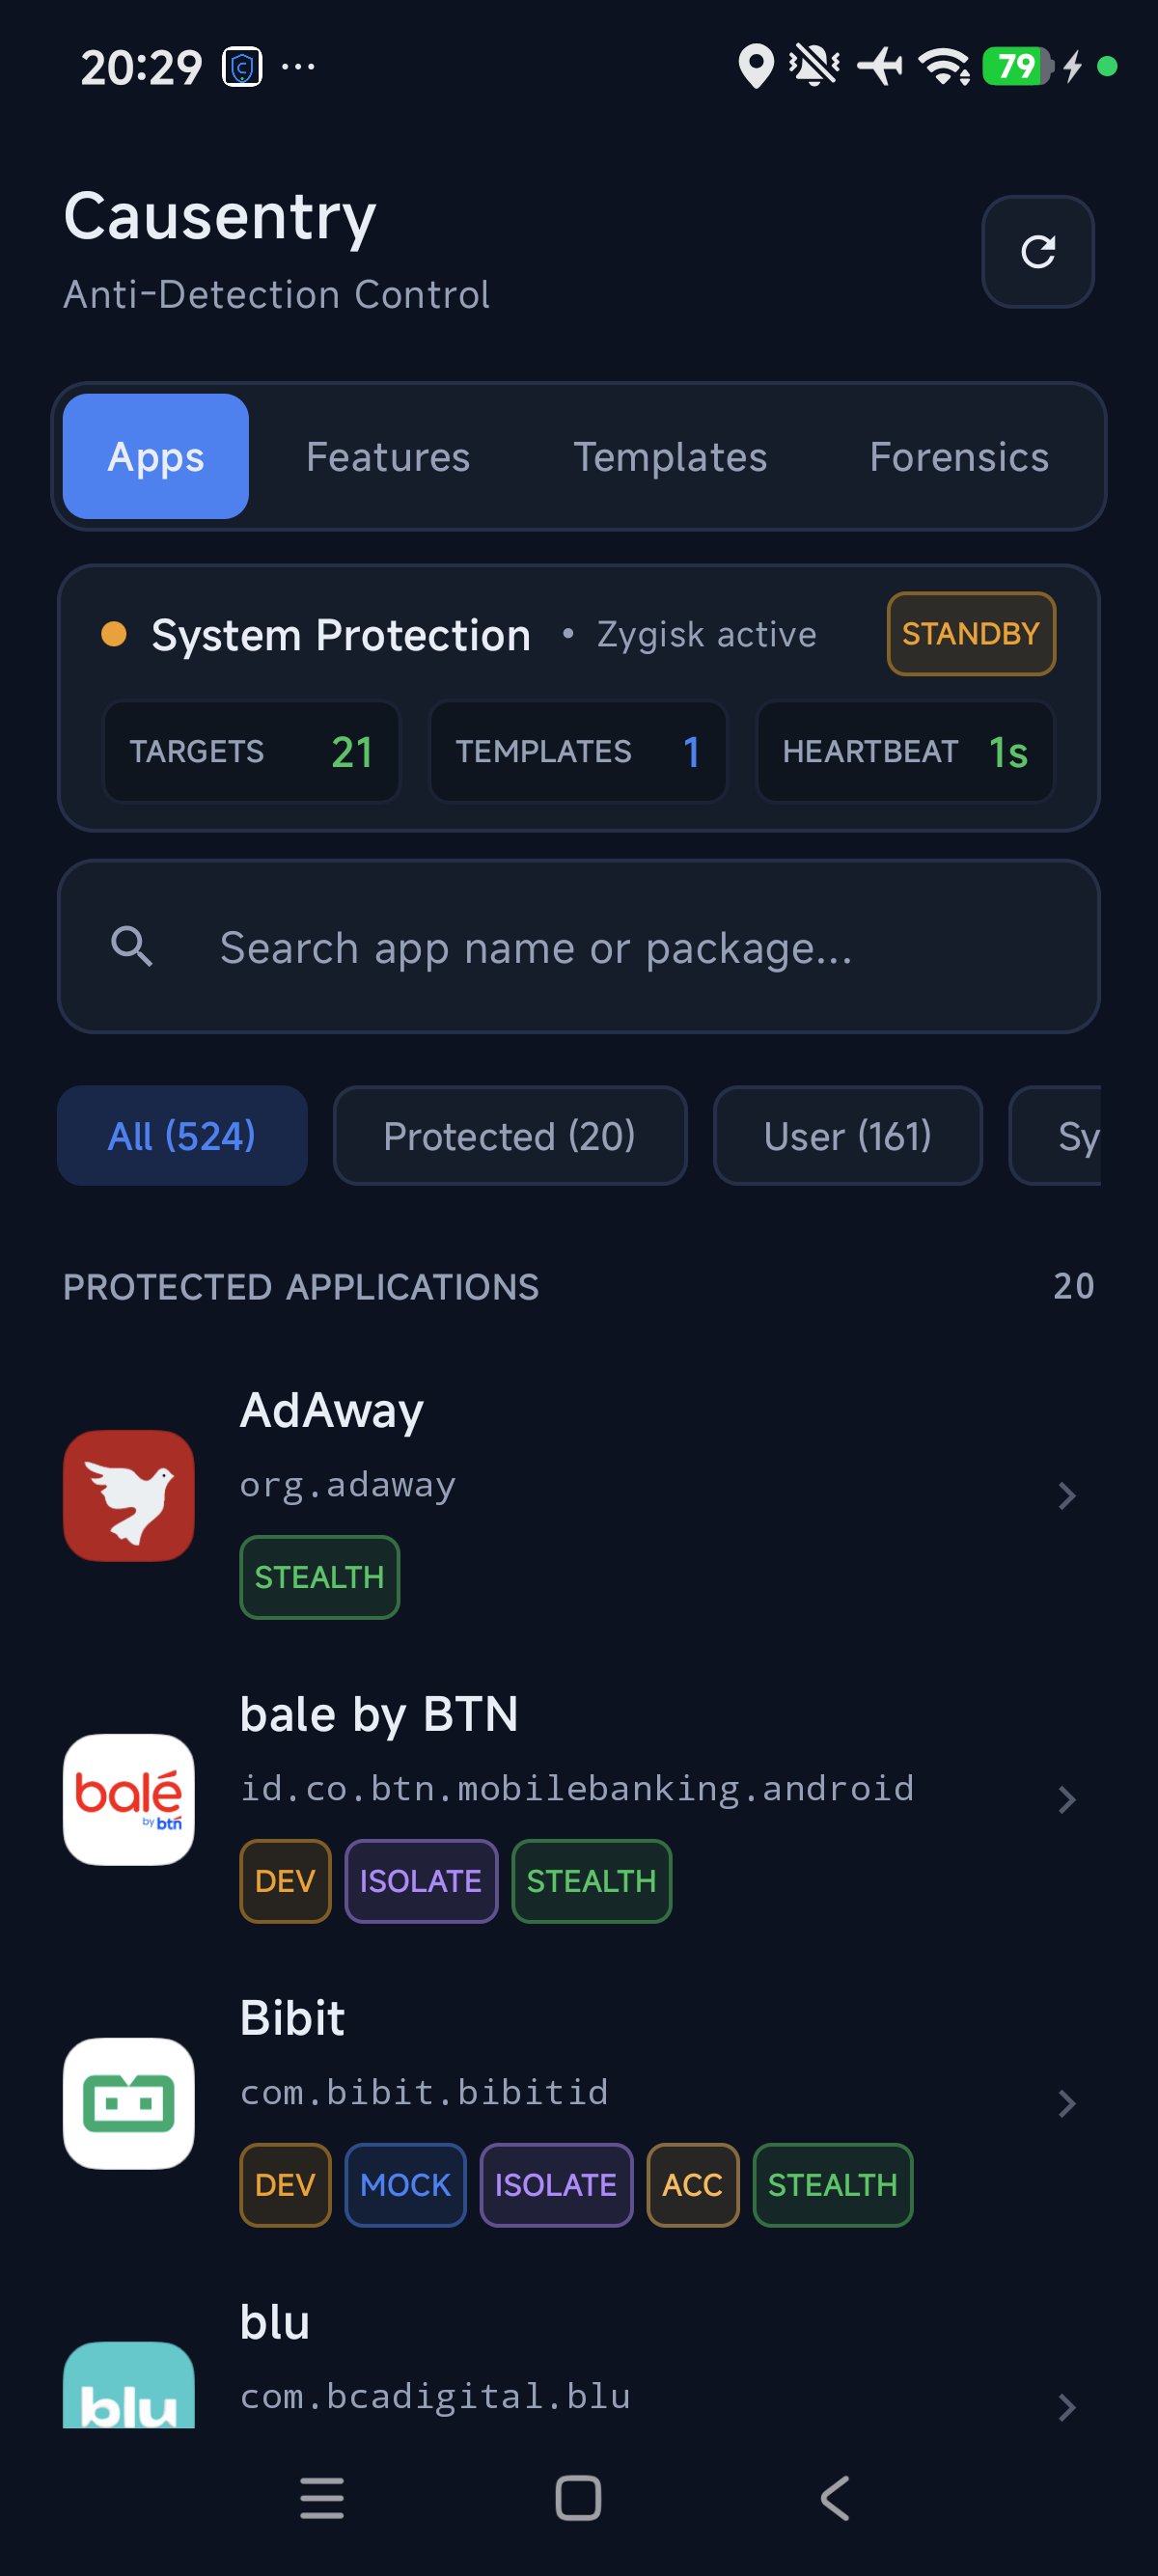 20:29 ...
79
Causentry
Anti-Detection Control
Apps Features Templates Forensics
System Protection • Zygisk active STANDBY
TARGETS 21 TEMPLATES 1 HEARTBEAT 1s
Search app name or package...
All (524) Protected (20) User (161) Sy
PROTECTED APPLICATIONS 20
AdAway
org.adaway
STEALTH
balé by btn
bale by BTN
id.co.btn.mobilebanking.android
DEV ISOLATE STEALTH
Bibit
com.bibit.bibitid
DEV MOCK ISOLATE ACC STEALTH
blu
blu
com.bcadigital.blu